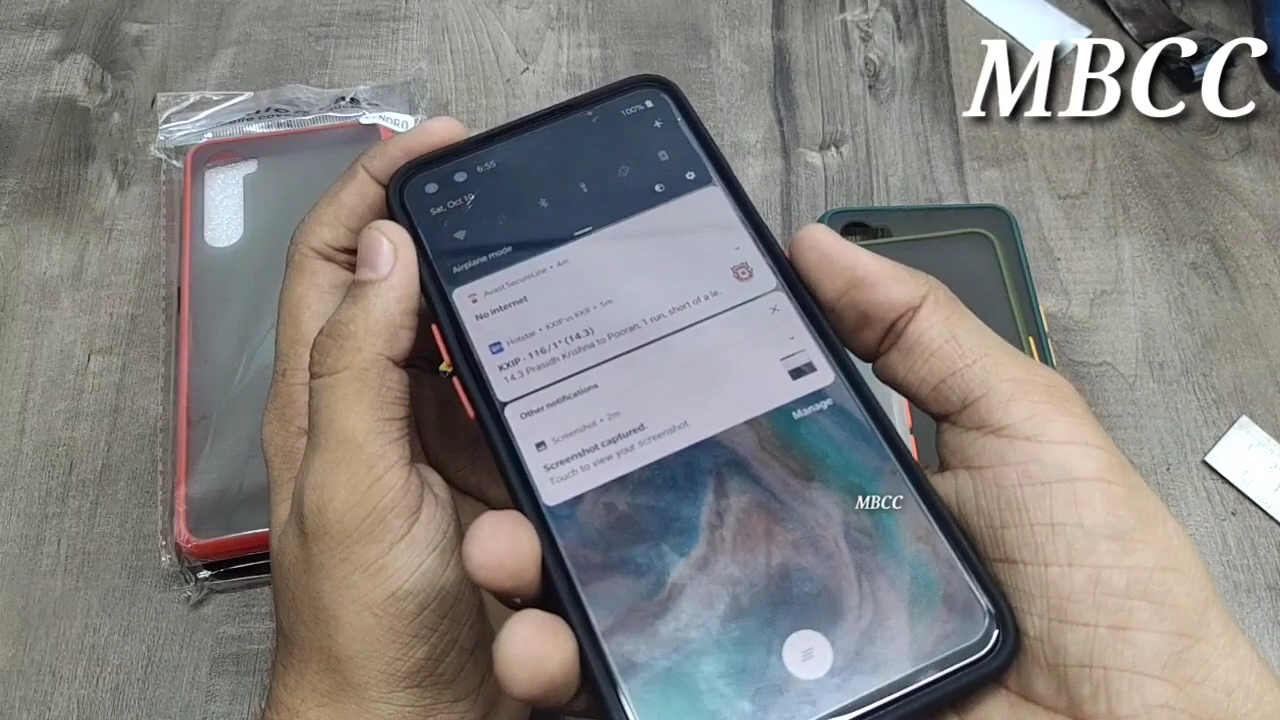 MBCC
NORD
100%
6:55
Sat, Oct 10
Airplane mode
Avast SecureLine • 4m
No internet
Hotstar • KXIP vs KKR • 5m
KXIP - 116/1* (14.3)
14.3 Prasidh Krishna to Pooran, 1 run, short of a le..
Other notifications
Screenshot • 2m
Screenshot captured.
Touch to view your screenshot.
Manage
MBCC